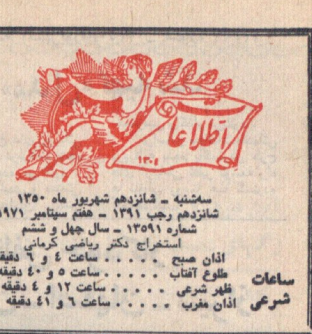 اطلاعات
۱۳۰۴
سه‌شنبه ـ شانزدهم شهریور ماه ۱۳۵۰
شانزدهم رجب ۱۳۹۱ ـ هفتم سپتامبر ۱۹۷۱
شماره ۱۳۵۹۱ ـ سال چهل و ششم
استخراج دکتر ریاضی کرمانی
ساعات شرعی
اذان صبح . . . . . ساعت ۴ و ۶ دقیقه
طلوع آفتاب . . . . . ساعت ۵ و ۴۰ دقیقه
ظهر شرعی . . . . . ساعت ۱۲ و ۴ دقیقه
اذان مغرب . . . . . ساعت ۶ و ۴۱ دقیقه